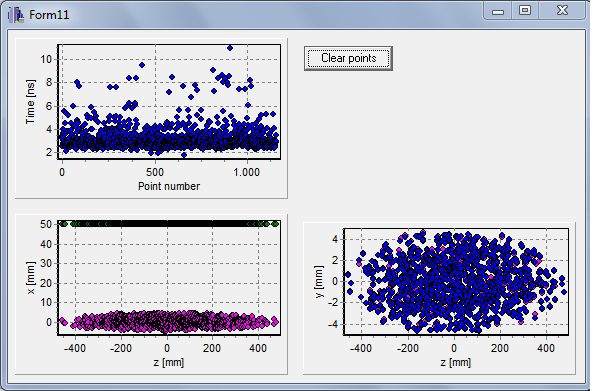 Form11
Clear points
Time [ns]
10
8
6
4
2
0 500 1.000
Point number
x [mm]
50
40
30
20
10
0
-400 -200 0 200 400
z [mm]
y [mm]
4
2
0
-2
-4
-400 -200 0 200 400
z [mm]